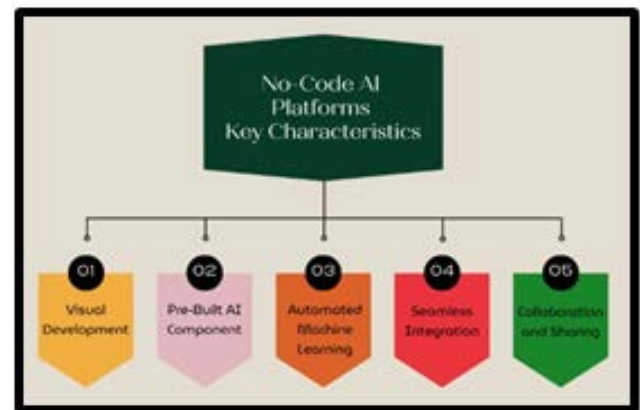 No-Code AI
Platforms
Key Characteristics
01
Visual
Development
02
Pre-Built AI
Component
03
Automated
Machine
Learning
04
Seamless
Integration
05
Collaboration
and Sharing